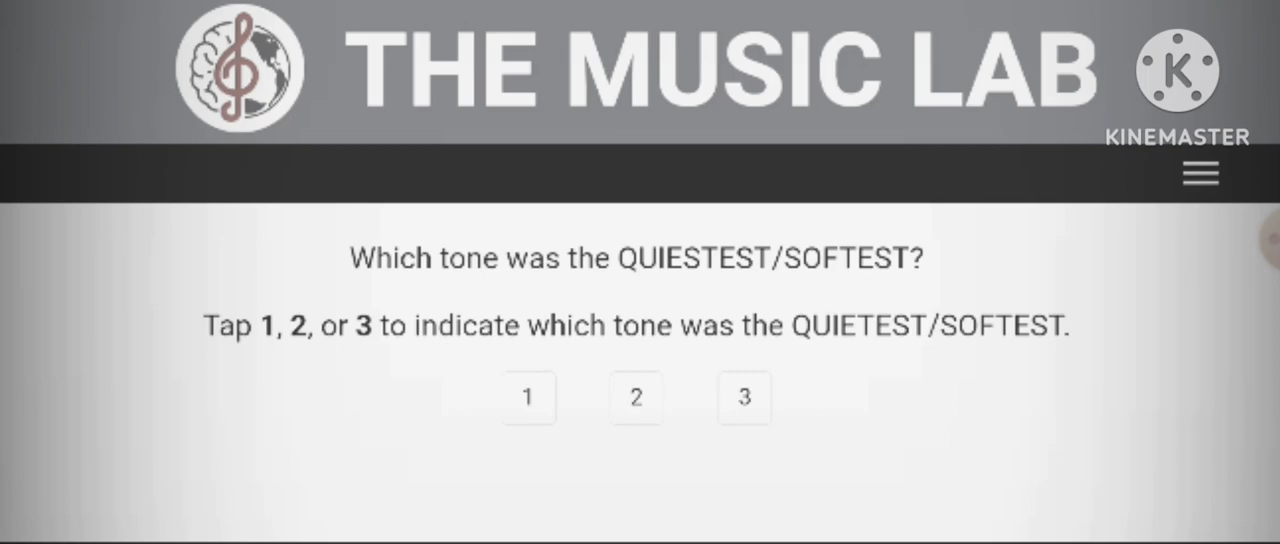 THE MUSIC LAB
K
KINEMASTER
Which tone was the QUIESTEST/SOFTEST?
Tap 1, 2, or 3 to indicate which tone was the QUIETEST/SOFTEST.
1 2 3